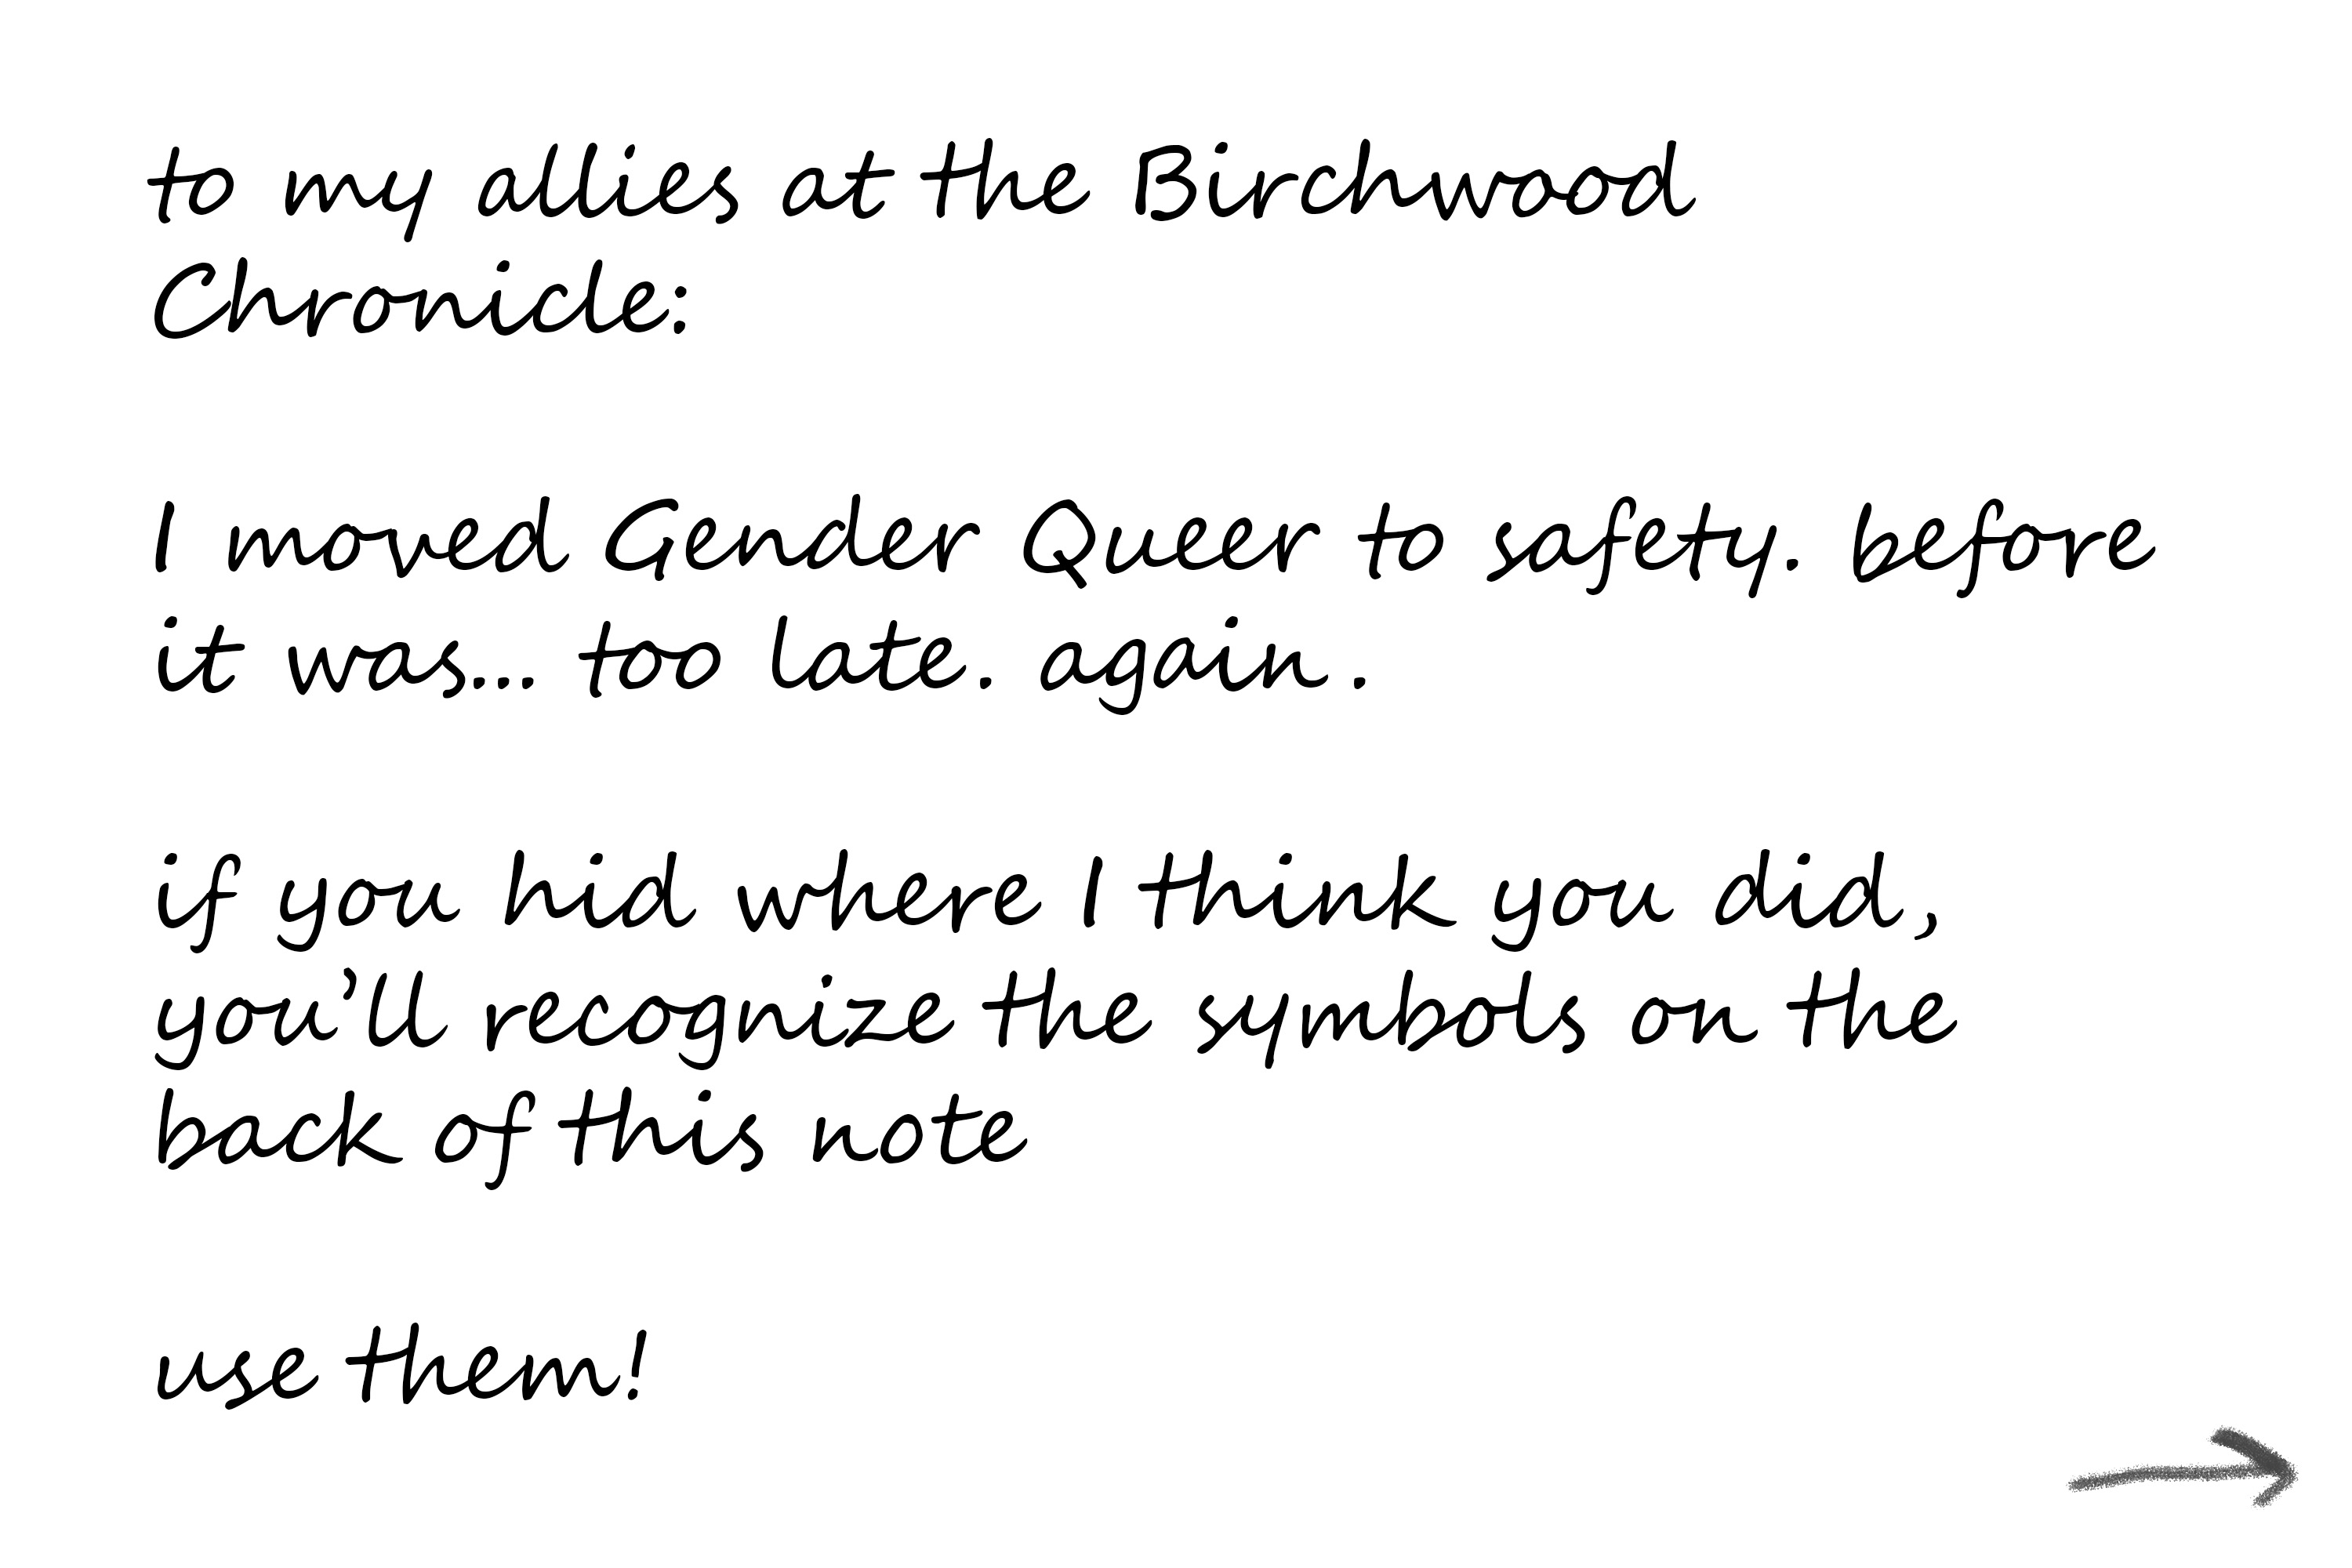 to my allies at the Birchwood
Chronicle:
I moved Gender Queer to safety. before
it was... too late. again.
if you hid where I think you did,
you'll recognize the symbols on the
back of this note
use them!